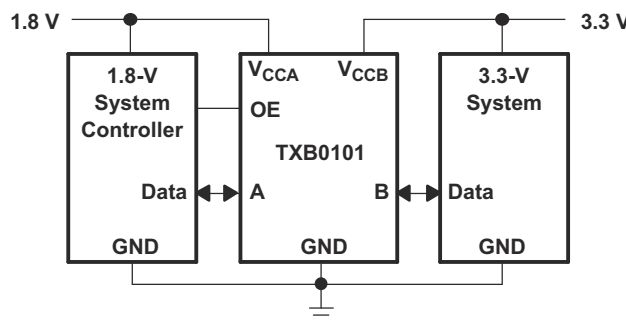 1.8 V
3.3 V
1.8-V
System
Controller
VCCA
VCCB
OE
TXB0101
3.3-V
System
Data
A
B
Data
GND
GND
GND